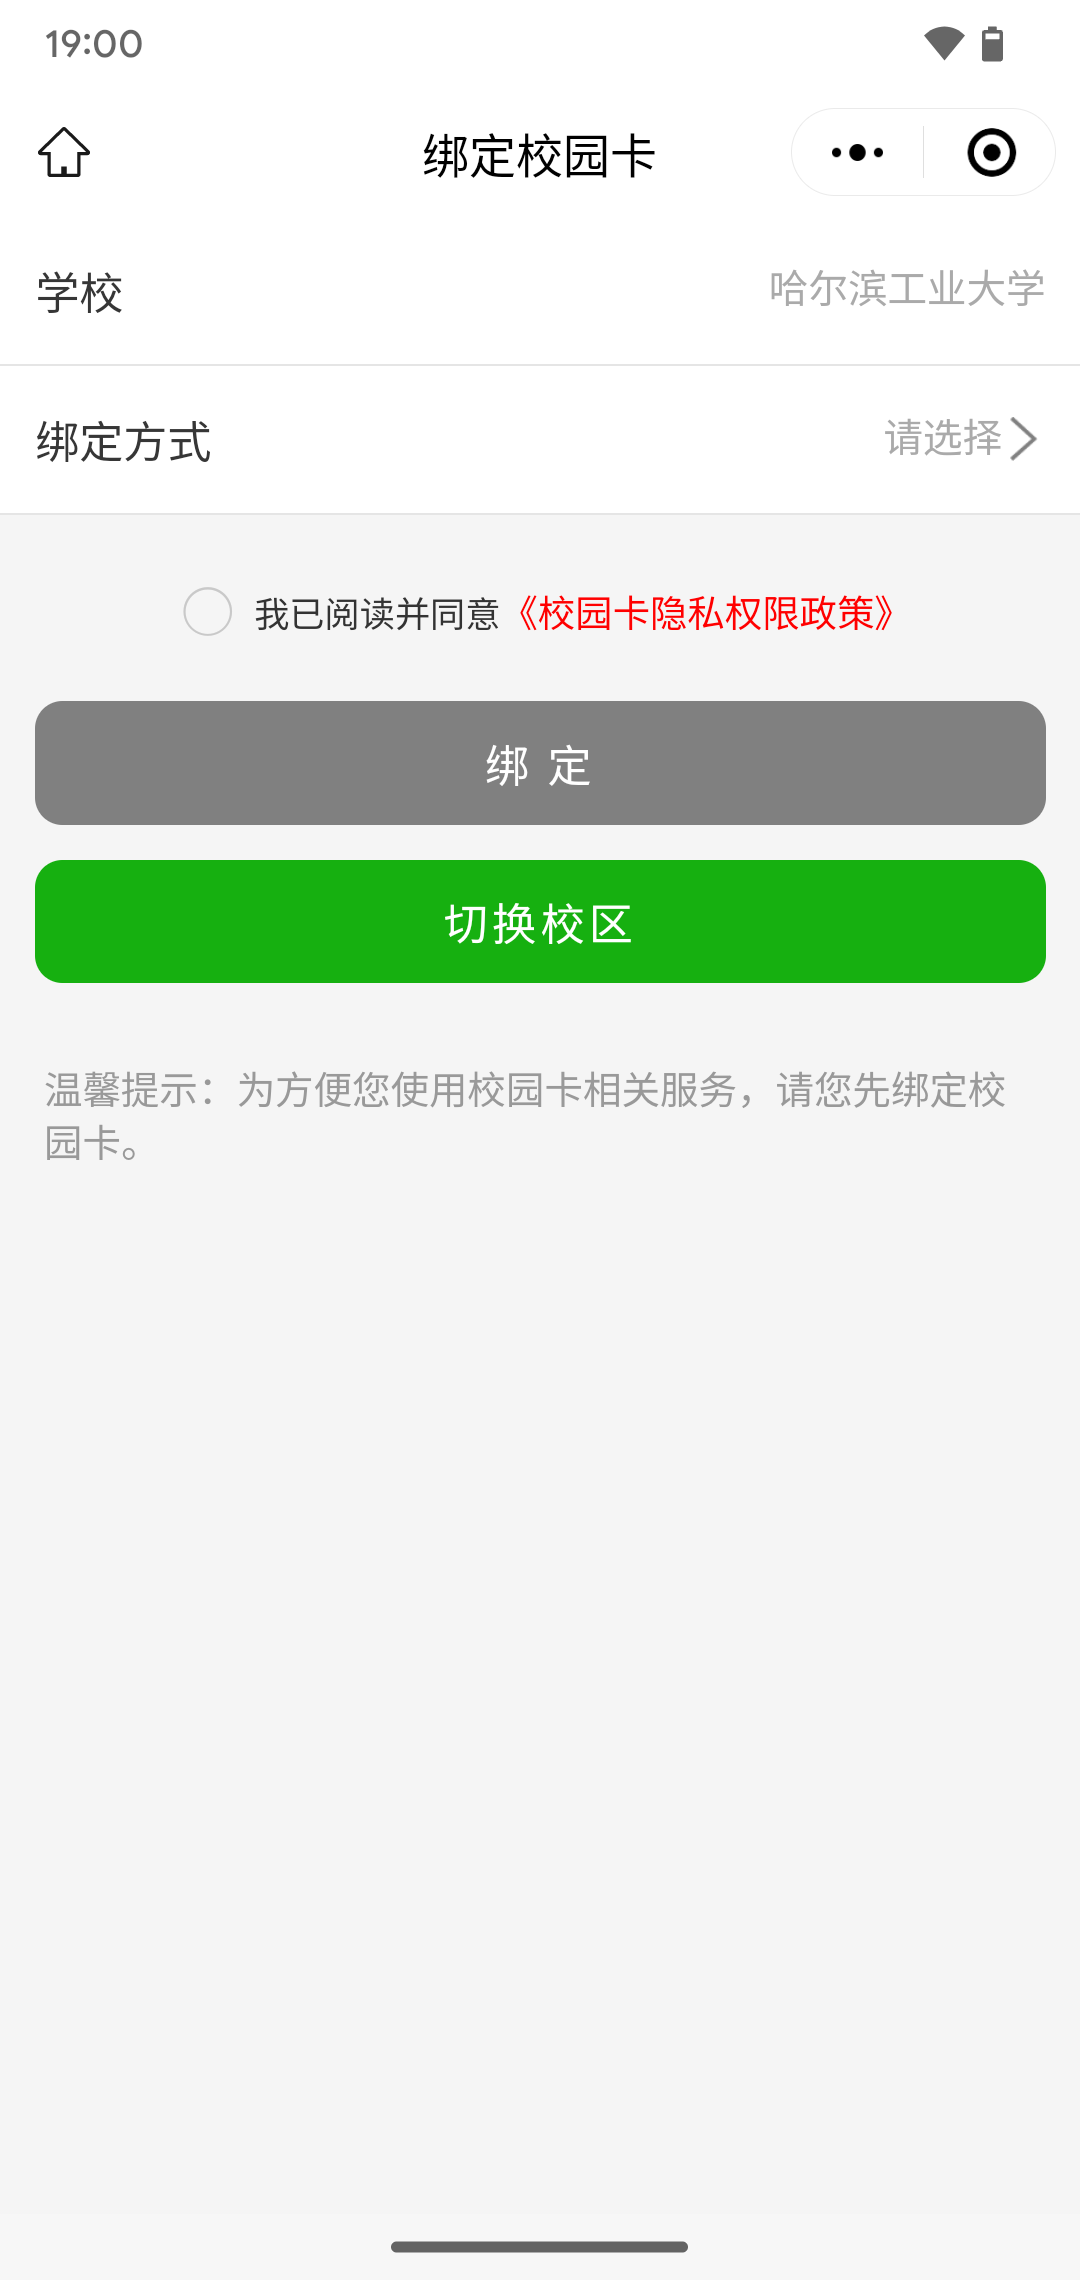 19:00
绑定校园卡
学校 哈尔滨工业大学
绑定方式 请选择
我已阅读并同意《校园卡隐私权限政策》
绑 定
切换校区
温馨提示：为方便您使用校园卡相关服务，请您先绑定校
园卡。